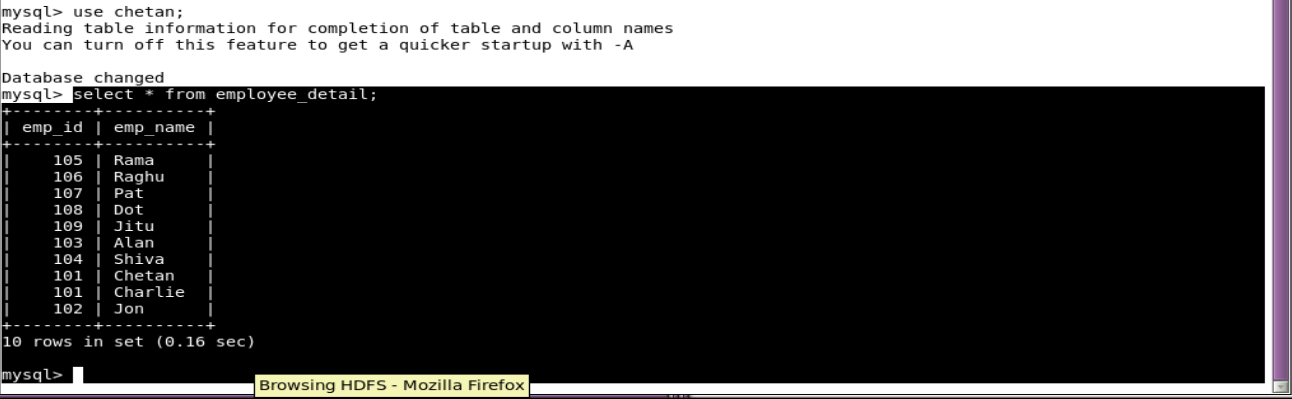 mysql> use chetan;
Reading table information for completion of table and column names
You can turn off this feature to get a quicker startup with -A
Database changed
mysql> select * from employee_detail;
+--------+----------+
| emp_id | emp_name |
+--------+----------+
|    105 | Rama     |
|    106 | Raghu    |
|    107 | Pat      |
|    108 | Dot      |
|    109 | Jitu     |
|    103 | Alan     |
|    104 | Shiva    |
|    101 | Chetan   |
|    101 | Charlie  |
|    102 | Jon      |
+--------+----------+
10 rows in set (0.16 sec)
mysql>
Browsing HDFS - Mozilla Firefox